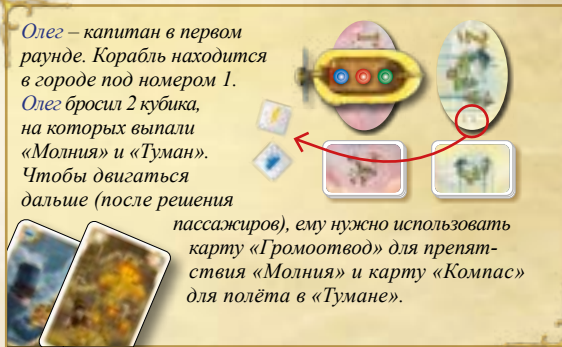 Олег – капитан в первом
раунде. Корабль находится
в городе под номером 1.
Олег бросил 2 кубика,
на которых выпали
«Молния» и «Туман».
Чтобы двигаться
дальше (после решения
пассажиров), ему нужно использовать
карту «Громоотвод» для препят-
ствия «Молния» и карту «Компас»
для полёта в «Тумане».